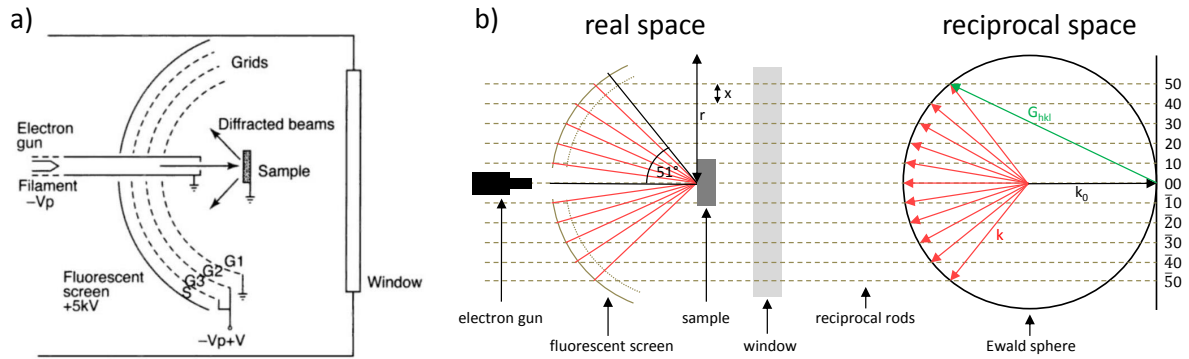 a)
Grids
Electron
gun
Diffracted beams
Sample
Filament
–Vp
G1
G2
G3
S
Fluorescent
screen
+5kV
Window
–Vp+V
b)
real space
reciprocal space
x
r
51°
G_hkl
k_0
k
50
40
30
20
10
00
1̅0
2̅0
3̅0
4̅0
5̅0
electron gun
fluorescent screen
sample
window
reciprocal rods
Ewald sphere